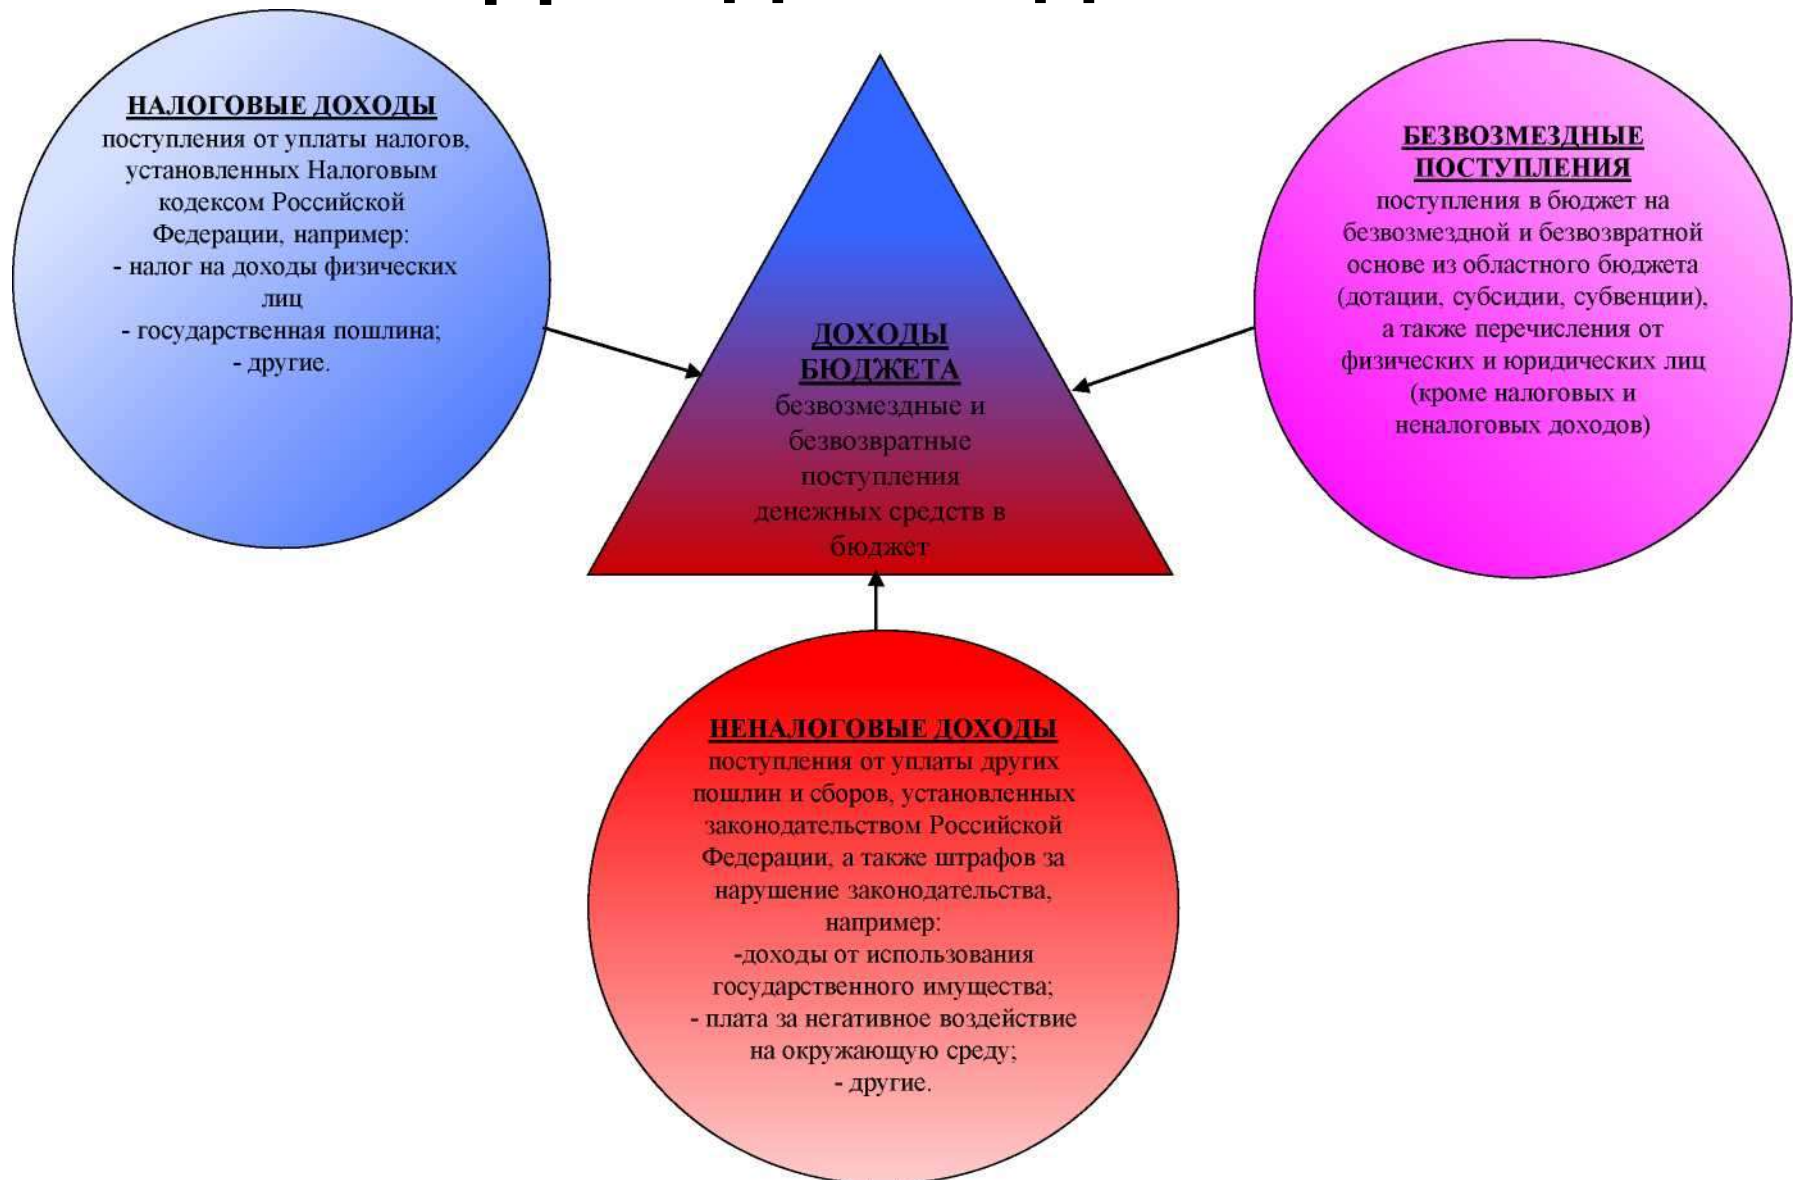 НАЛОГОВЫЕ ДОХОДЫ
поступления от уплаты налогов,
установленных Налоговым
кодексом Российской
Федерации, например:
- налог на доходы физических
лиц
- государственная пошлина;
- другие.
ДОХОДЫ
БЮДЖЕТА
безвозмездные и
безвозвратные
поступления
денежных средств в
бюджет
БЕЗВОЗМЕЗДНЫЕ
ПОСТУПЛЕНИЯ
поступления в бюджет на
безвозмездной и безвозвратной
основе из областного бюджета
(дотации, субсидии, субвенции),
а также перечисления от
физических и юридических лиц
(кроме налоговых и
неналоговых доходов)
НЕНАЛОГОВЫЕ ДОХОДЫ
поступления от уплаты других
пошлин и сборов, установленных
законодательством Российской
Федерации, а также штрафов за
нарушение законодательства,
например:
-доходы от использования
государственного имущества;
- плата за негативное воздействие
на окружающую среду;
- другие.